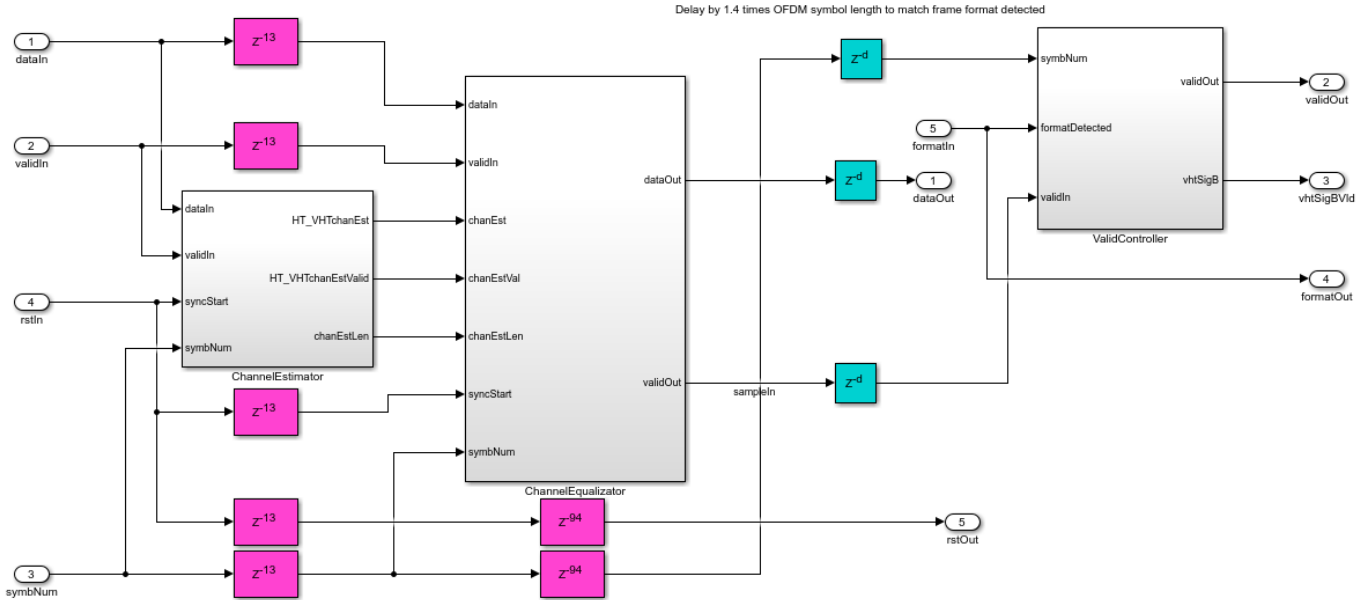 Delay by 1.4 times OFDM symbol length to match frame format detected
1
dataIn
z-13
2
validIn
z-13
4
rstIn
3
symbNum
dataIn
validIn
syncStart
symbNum
HT_VHTchanEst
HT_VHTchanEstValid
chanEstLen
ChannelEstimator
z-13
z-13
z-13
dataIn
validIn
chanEst
chanEstVal
chanEstLen
syncStart
symbNum
dataOut
validOut
ChannelEqualizator
z-94
z-94
sampleIn
z-d
z-d
z-d
1
dataOut
5
formatIn
symbNum
formatDetected
validIn
validOut
vhtSigB
ValidController
2
validOut
3
vhtSigBVld
4
formatOut
5
rstOut